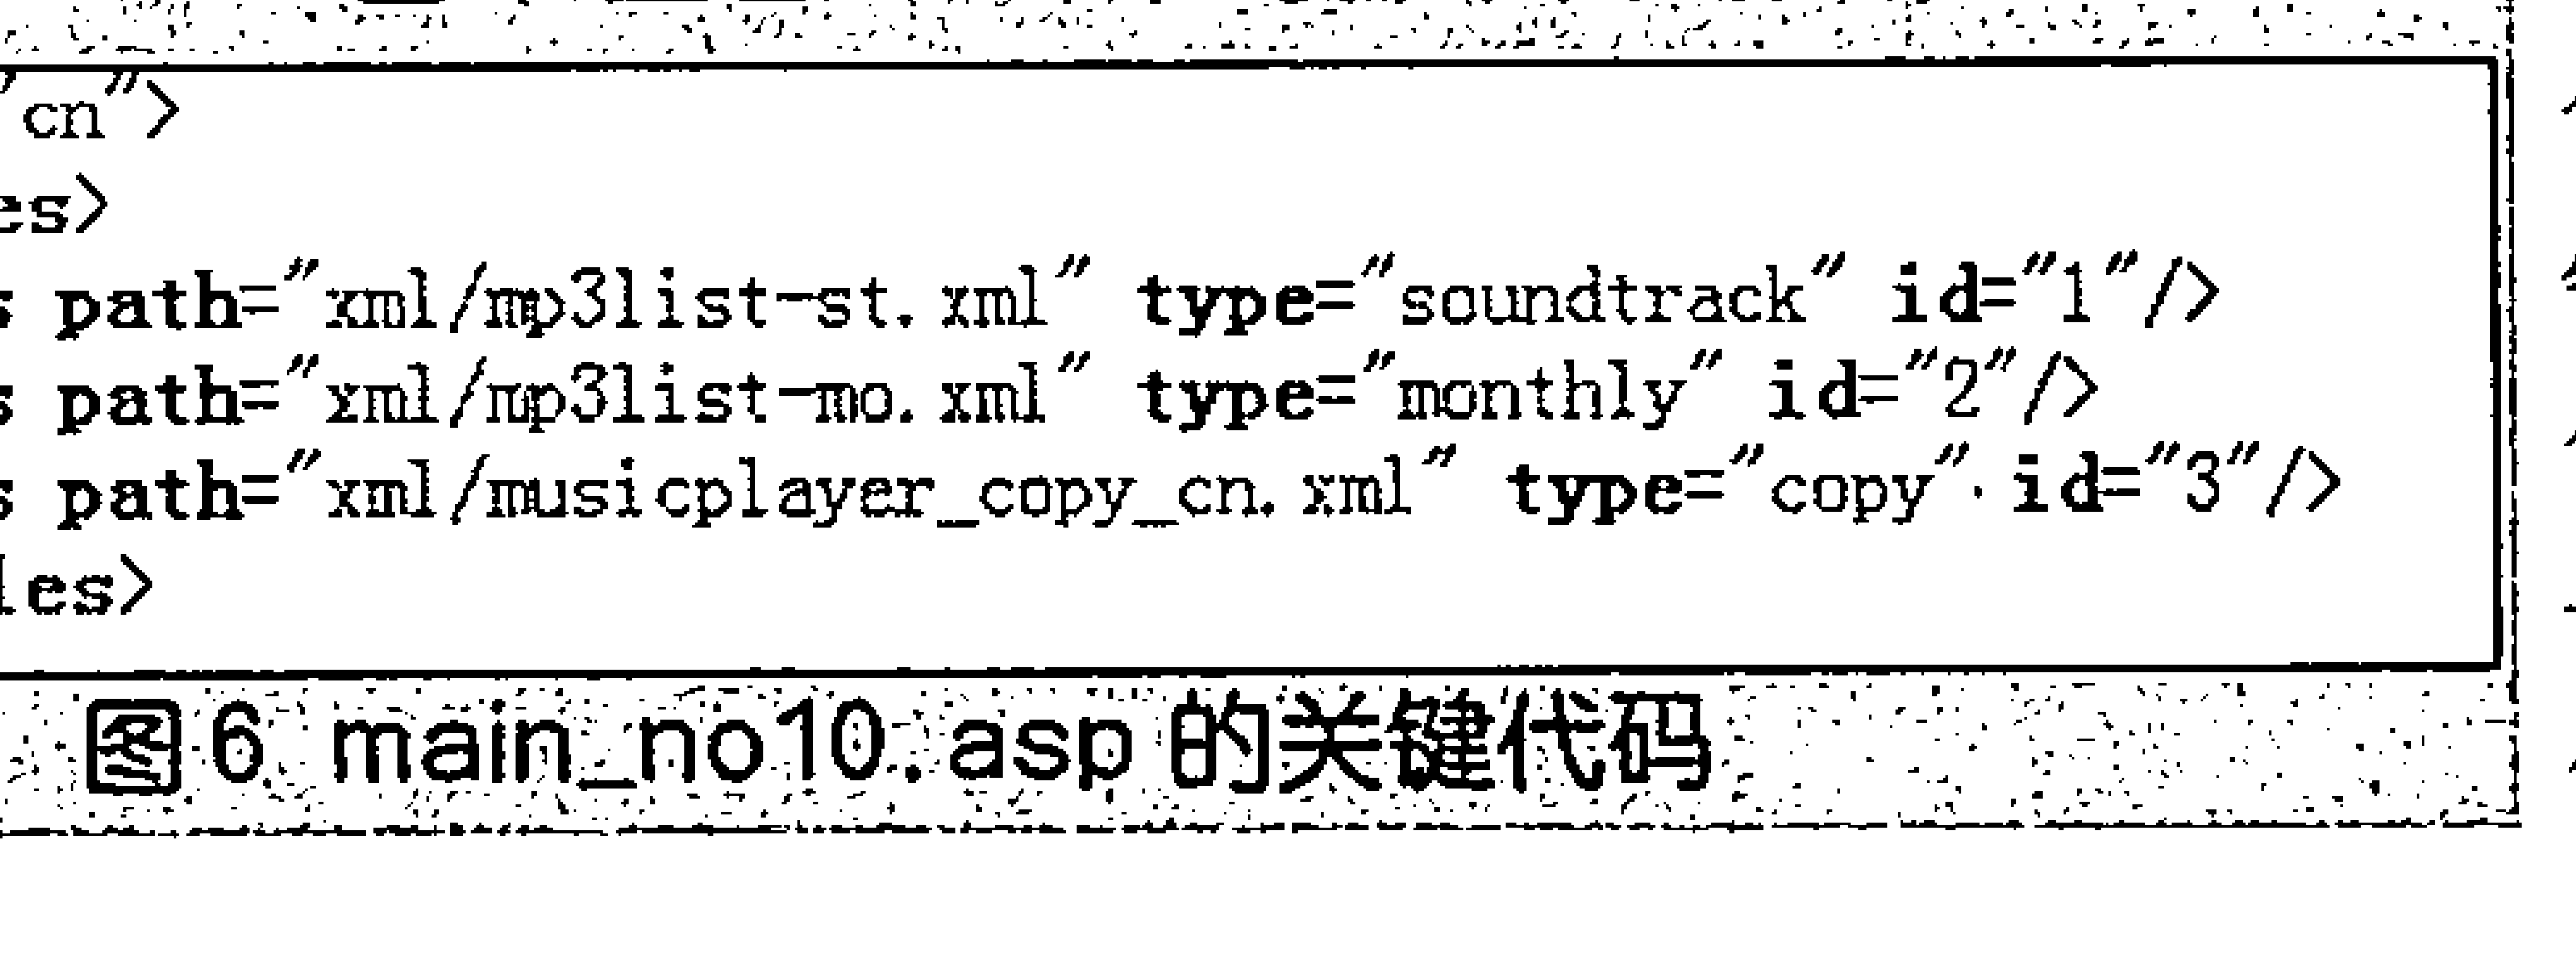 cn">
es>
s path="xml/mp3list-st.xml" type="soundtrack" id="1"/>
s path="xml/mp3list-mo.xml" type="monthly" id="2"/>
s path="xml/musicplayer_copy_cn.xml" type="copy" id="3"/>
les>
图6 main_no10.asp 的关键代码